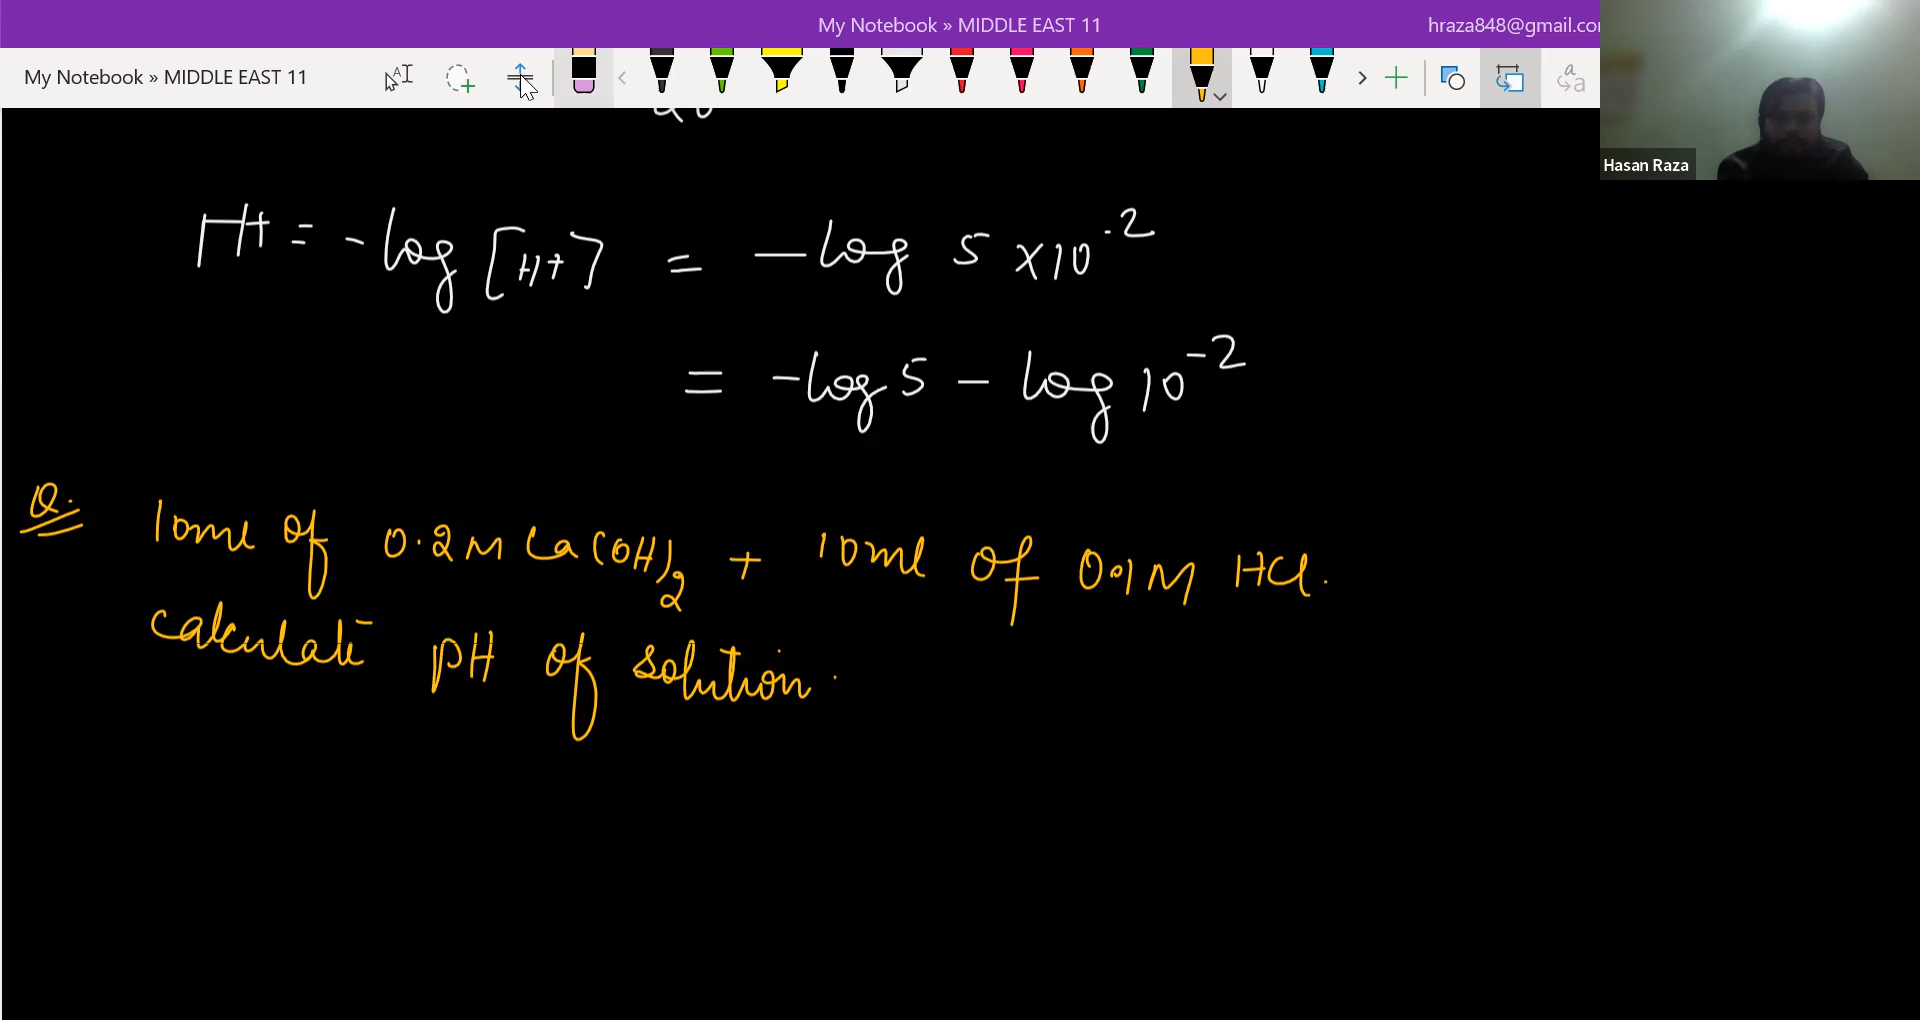 My Notebook » MIDDLE EAST 11
hraza848@gmail.co
My Notebook » MIDDLE EAST 11
Hasan Raza
H+ = -log [H+] = -log 5 ×10⁻²
= -log 5 - log 10⁻²
Q. 10ml of 0.2M Ca(OH)₂ + 10ml of 0.1M HCl.
calculate pH of solution.